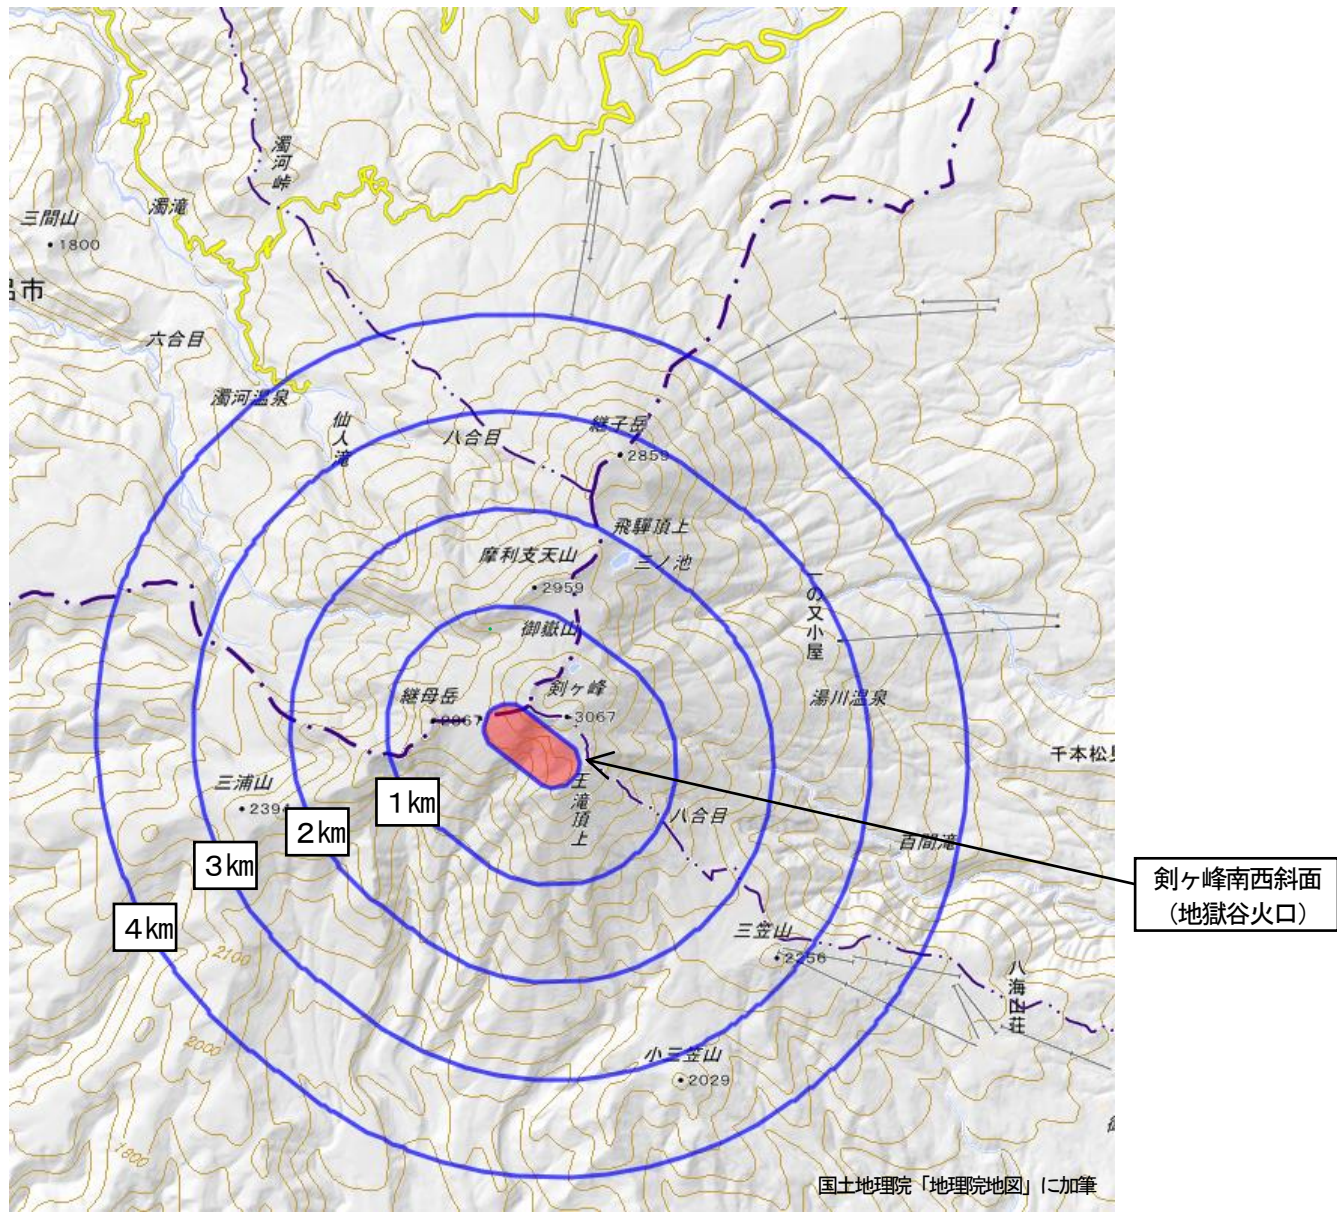 濁河峠
濁滝
三間山
1800
呂市
六合目
濁河温泉
仙人滝
八合目
継子岳
2859
飛騨頂上
三ノ池
摩利支天山
2959
一の又小屋
御嶽山
剣ヶ峰
3067
継母岳
2867
湯川温泉
千本松見
三浦山
2394
王滝頂上
八合目
百間滝
1km
2km
3km
4km
剣ヶ峰南西斜面
（地獄谷火口）
三笠山
2256
八海山荘
2100
2000
小三笠山
2029
1800
国土地理院「地理院地図」に加筆